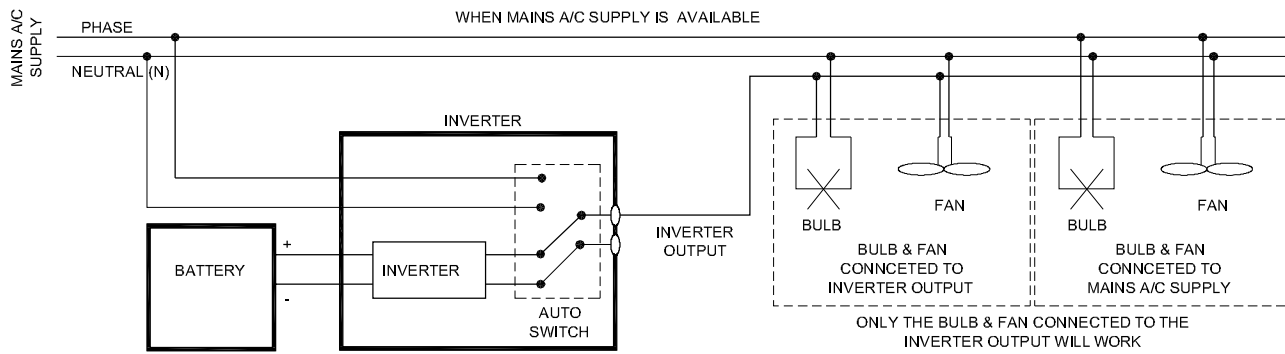 WHEN MAINS A/C SUPPLY IS AVAILABLE
MAINS A/C
SUPPLY
PHASE
NEUTRAL (N)
INVERTER
BATTERY
+
-
INVERTER
AUTO
SWITCH
INVERTER
OUTPUT
BULB
FAN
BULB & FAN
CONNCETED TO
INVERTER OUTPUT
BULB
FAN
BULB & FAN
CONNCETED TO
MAINS A/C SUPPLY
ONLY THE BULB & FAN CONNECTED TO THE
INVERTER OUTPUT WILL WORK